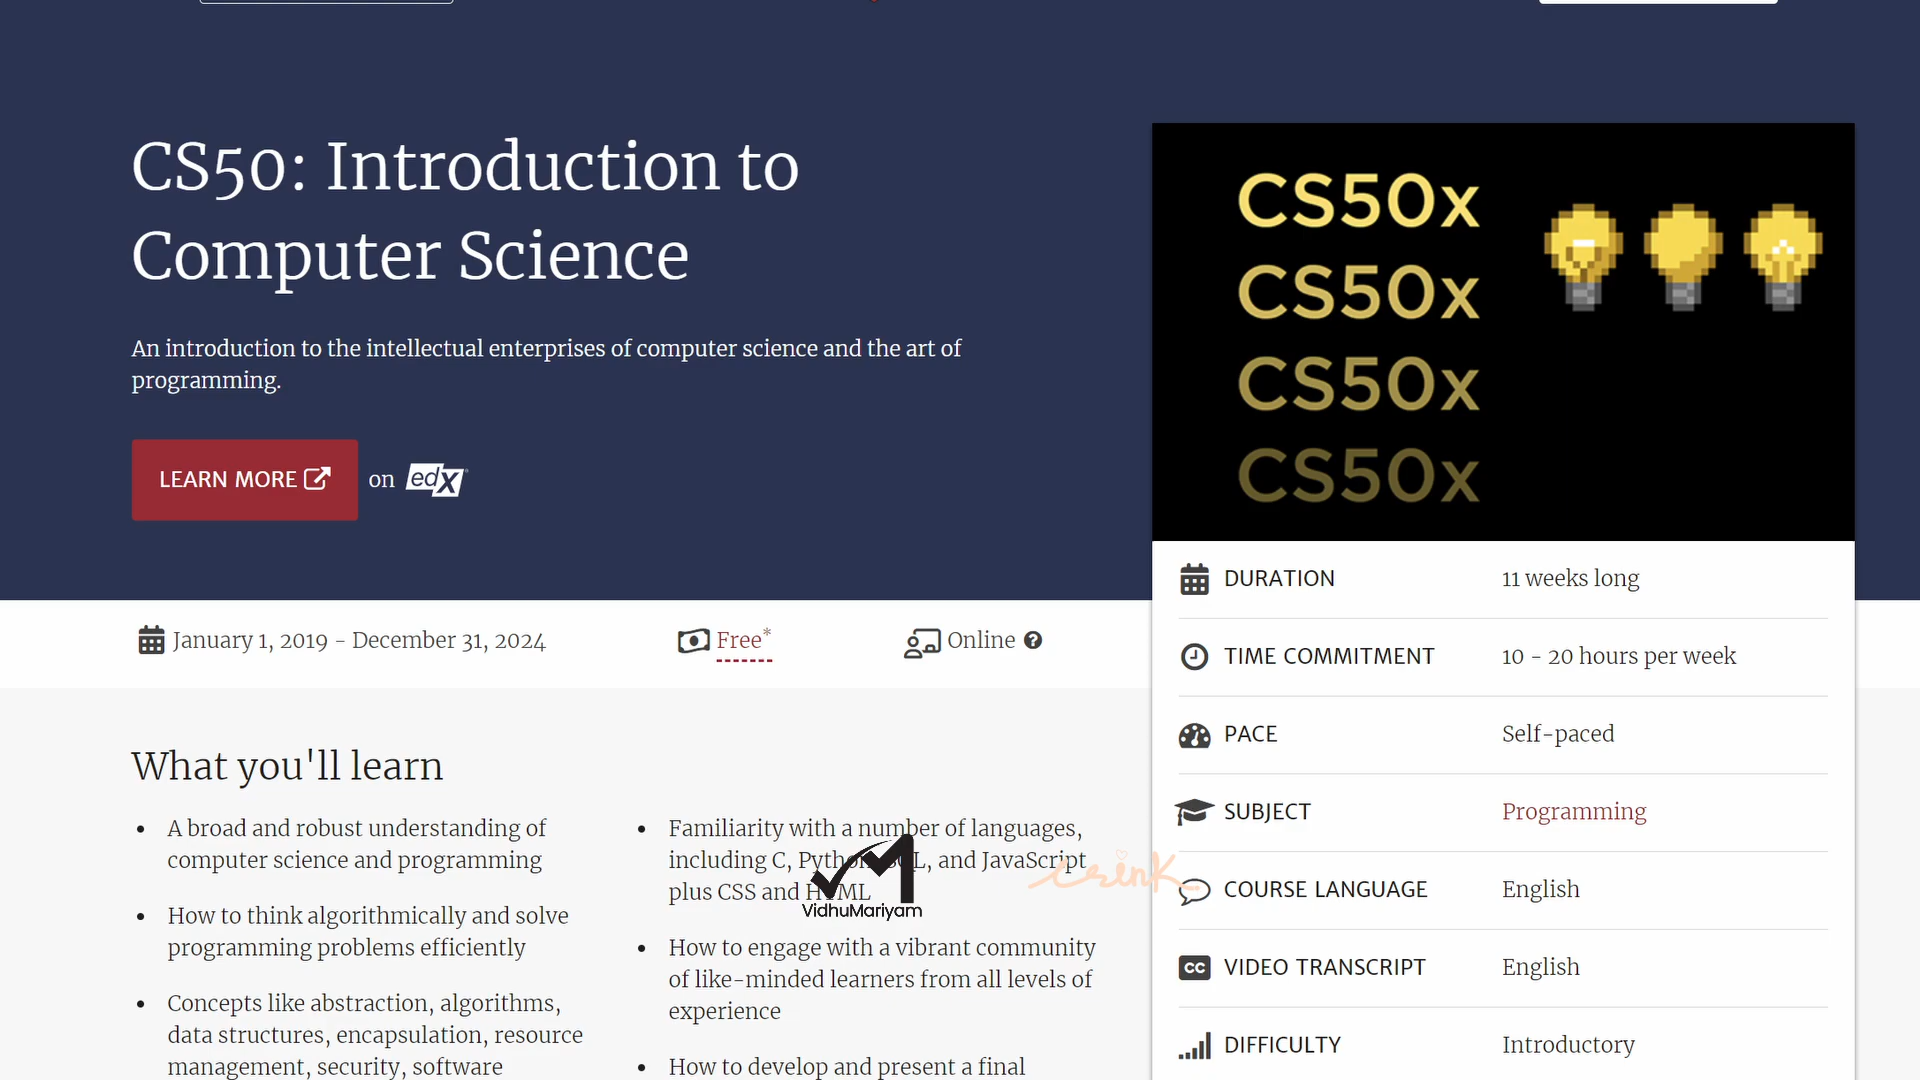 CS50: Introduction to
Computer Science
An introduction to the intellectual enterprises of computer science and the art of
programming.
LEARN MORE on edX
CS50x
CS50x
CS50x
CS50x
January 1, 2019 - December 31, 2024
Free*
Online
DURATION 11 weeks long
TIME COMMITMENT 10 - 20 hours per week
PACE Self-paced
SUBJECT Programming
COURSE LANGUAGE English
CC VIDEO TRANSCRIPT English
DIFFICULTY Introductory
What you'll learn
• A broad and robust understanding of
computer science and programming
• How to think algorithmically and solve
programming problems efficiently
• Concepts like abstraction, algorithms,
data structures, encapsulation, resource
management, security, software
• Familiarity with a number of languages,
including C, Python, SQL, and JavaScript
plus CSS and HTML
• How to engage with a vibrant community
of like-minded learners from all levels of
experience
• How to develop and present a final
VidhuMariyam